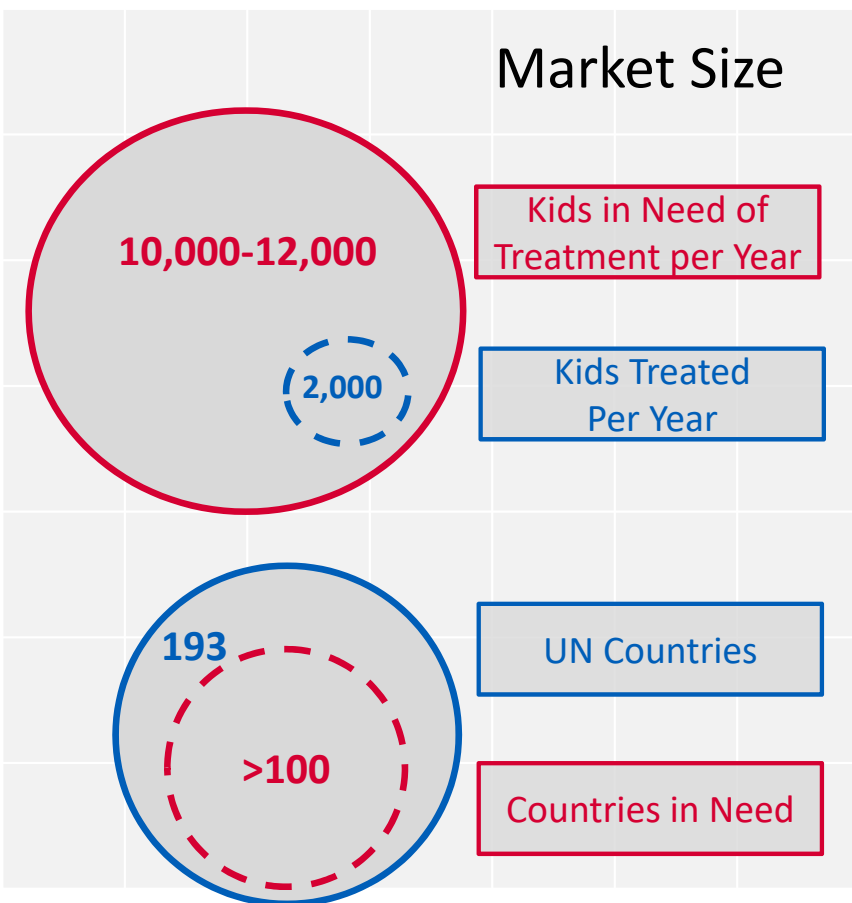 Market Size
10,000-12,000
Kids in Need of
Treatment per Year
2,000
Kids Treated
Per Year
193
UN Countries
>100
Countries in Need